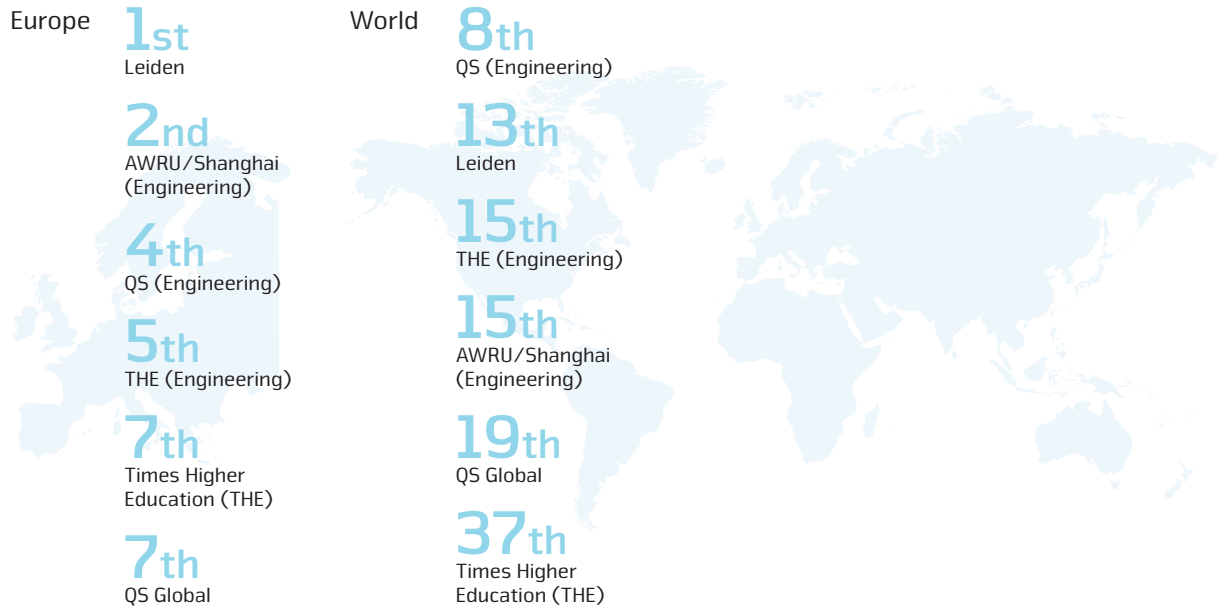 Europe
1st
Leiden
2nd
AWRU/Shanghai
(Engineering)
4th
QS (Engineering)
5th
THE (Engineering)
7th
Times Higher
Education (THE)
7th
QS Global
World
8th
QS (Engineering)
13th
Leiden
15th
THE (Engineering)
15th
AWRU/Shanghai
(Engineering)
19th
QS Global
37th
Times Higher
Education (THE)